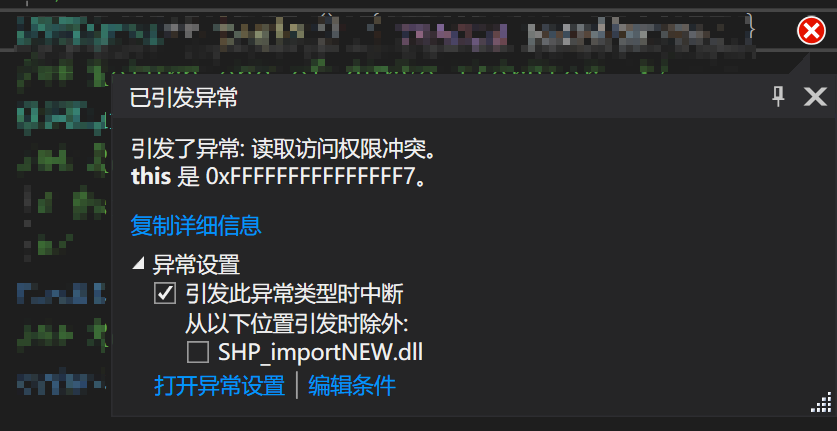 已引发异常
引发了异常: 读取访问权限冲突。
this 是 0xFFFFFFFFFFFFFFF7。
复制详细信息
异常设置
引发此异常类型时中断
从以下位置引发时除外:
SHP_importNEW.dll
打开异常设置 | 编辑条件